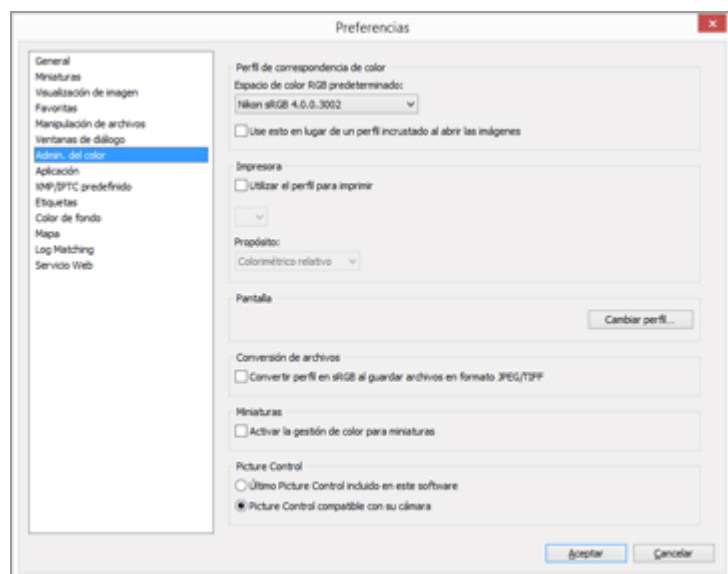 Preferencias
General
Miniaturas
Visualización de imagen
Favoritas
Manipulación de archivos
Ventanas de diálogo
Admin. del color
Aplicación
XMP/IPTC predefinido
Etiquetas
Color de fondo
Mapa
Log Matching
Servicio Web
Perfil de correspondencia de color
Espacio de color RGB predeterminado:
Nikon sRGB 4.0.0.3002
Use esto en lugar de un perfil incrustado al abrir las imágenes
Impresora
Utilizar el perfil para imprimir
Propósito:
Colorimétrico relativo
Pantalla
Cambiar perfil...
Conversión de archivos
Convertir perfil en sRGB al guardar archivos en formato JPEG/TIFF
Miniaturas
Activar la gestión de color para miniaturas
Picture Control
Último Picture Control incluido en este software
Picture Control compatible con su cámara
Aceptar
Cancelar